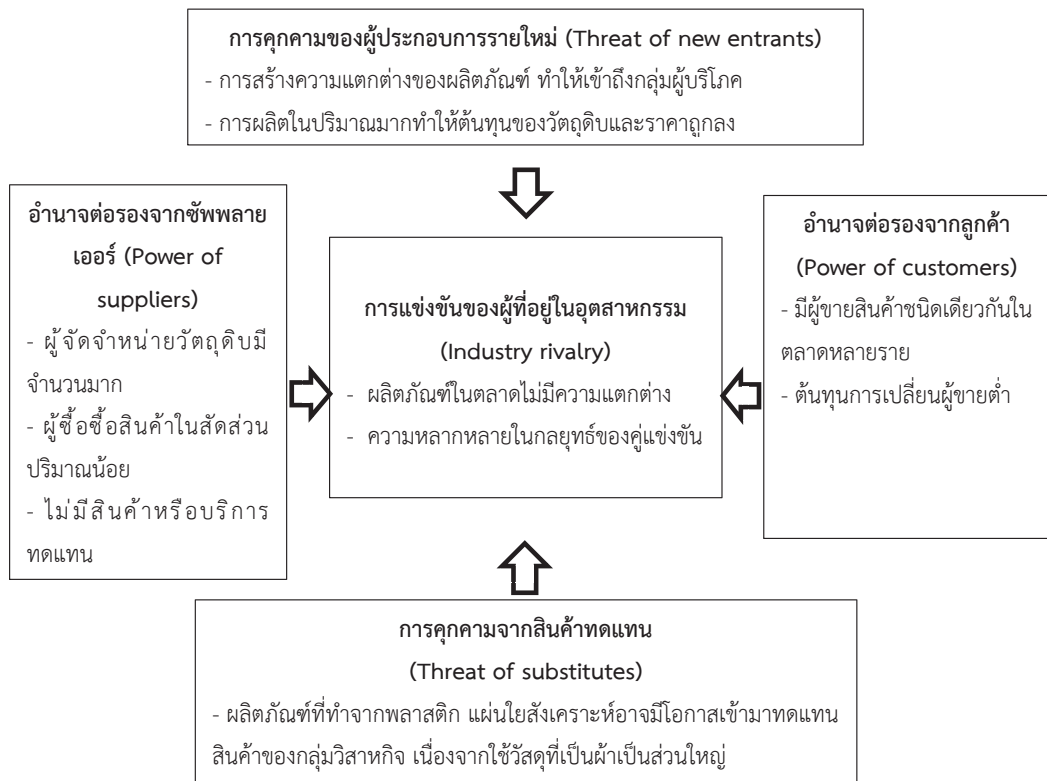 การคุกคามของผู้ประกอบการรายใหม่ (Threat of new entrants)
- การสร้างความแตกต่างของผลิตภัณฑ์ ทำให้เข้าถึงกลุ่มผู้บริโภค
- การผลิตในปริมาณมากทำให้ต้นทุนของวัตถุดิบและราคาถูกลง
อำนาจต่อรองจากซัพพลาย
เออร์ (Power of
suppliers)
- ผู้จัดจำหน่ายวัตถุดิบมี
จำนวนมาก
- ผู้ซื้อซื้อสินค้าในสัดส่วน
ปริมาณน้อย
- ไม่มีสินค้าหรือบริการ
ทดแทน
การแข่งขันของผู้ที่อยู่ในอุตสาหกรรม
(Industry rivalry)
- ผลิตภัณฑ์ในตลาดไม่มีความแตกต่าง
- ความหลากหลายในกลยุทธ์ของคู่แข่งขัน
อำนาจต่อรองจากลูกค้า
(Power of customers)
- มีผู้ขายสินค้าชนิดเดียวกันใน
ตลาดหลายราย
- ต้นทุนการเปลี่ยนผู้ขายต่ำ
การคุกคามจากสินค้าทดแทน
(Threat of substitutes)
- ผลิตภัณฑ์ที่ทำจากพลาสติก แผ่นใยสังเคราะห์อาจมีโอกาสเข้ามาทดแทน
สินค้าของกลุ่มวิสาหกิจ เนื่องจากใช้วัสดุที่เป็นผ้าเป็นส่วนใหญ่